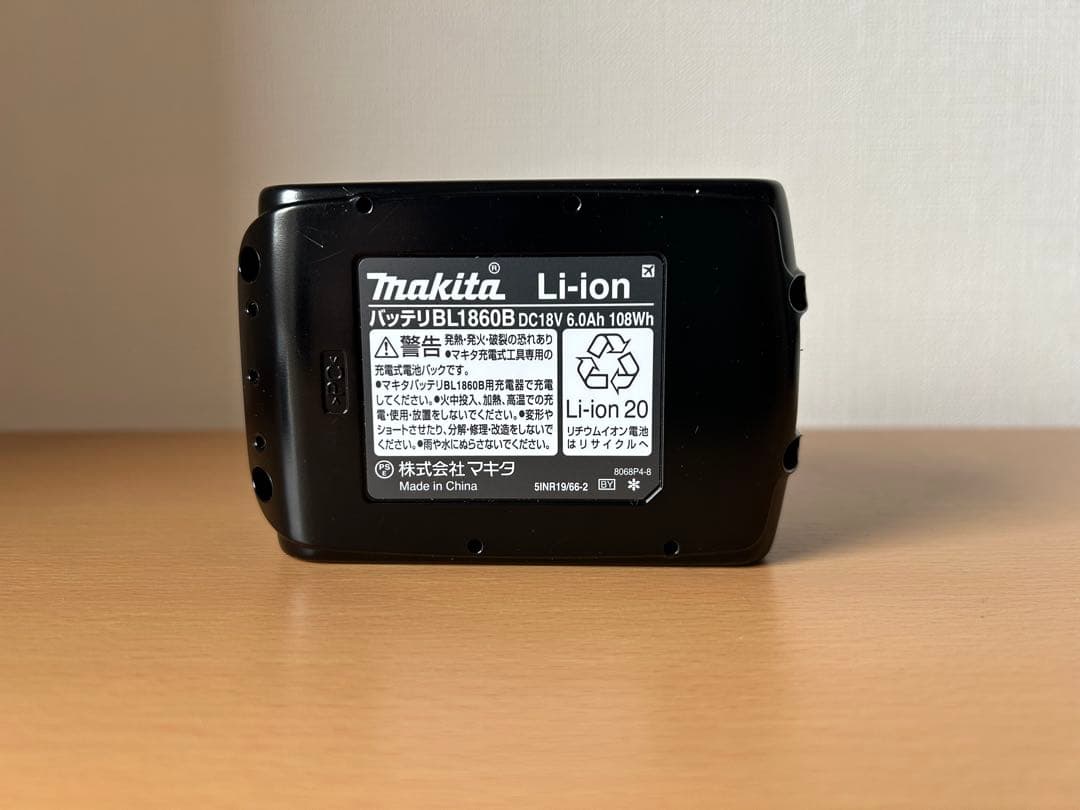 makita® Li-ion
バッテリBL1860B DC18V 6.0Ah 108Wh
警告 発熱・発火・破裂の恐れあり
●マキタ充電式工具専用の
充電式電池パックです。
●マキタバッテリBL1860B用充電器で充電
してください。●火中投入、加熱、高温での充
電・使用・放置をしないでください。●変形や
ショートさせたり、分解・修理・改造をしないで
ください。●雨や水にぬらさないでください。
Li-ion 20
リチウムイオン電池
はリサイクルへ
PSE 株式会社マキタ
Made in China
8068P4-8
5INR19/66-2 BY ✻